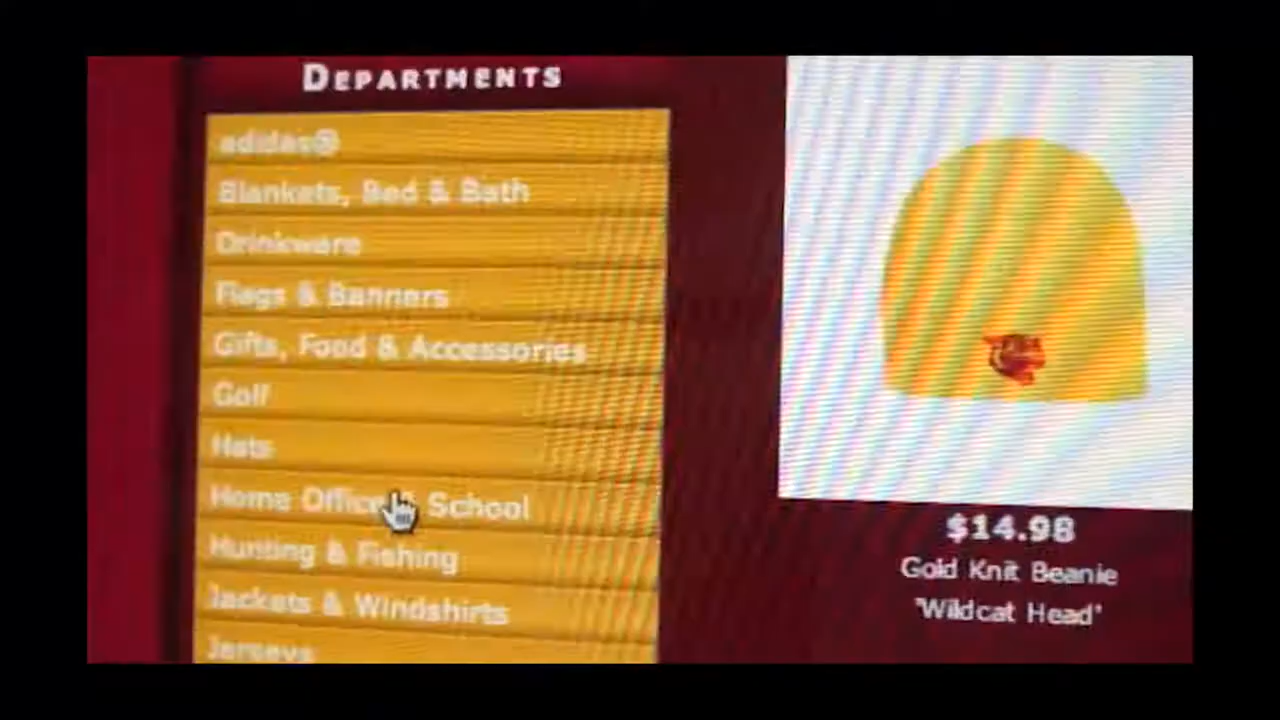 DEPARTMENTS
adidas®
Blankets, Bed & Bath
Drinkware
Flags & Banners
Gifts, Food & Accessories
Golf
Hats
Home Office & School
Hunting & Fishing
Jackets & Windshirts
Jerseys
$14.98
Gold Knit Beanie
'Wildcat Head'